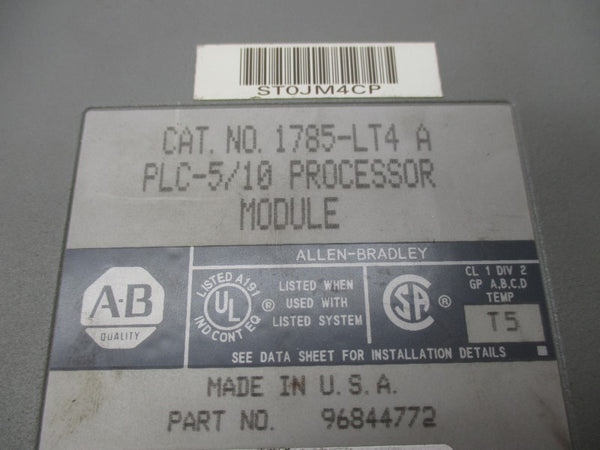 ST0JM4CP
CAT. NO. 1785-LT4 A
PLC-5/10 PROCESSOR
MODULE
ALLEN-BRADLEY
A-B
QUALITY
LISTED A191
UL ®
IND CONT EQ
LISTED WHEN
USED WITH
LISTED SYSTEM
SA ®
CL 1 DIV 2
GP A,B,C,D
TEMP
T5
SEE DATA SHEET FOR INSTALLATION DETAILS
MADE IN U.S.A.
PART NO. 96844772